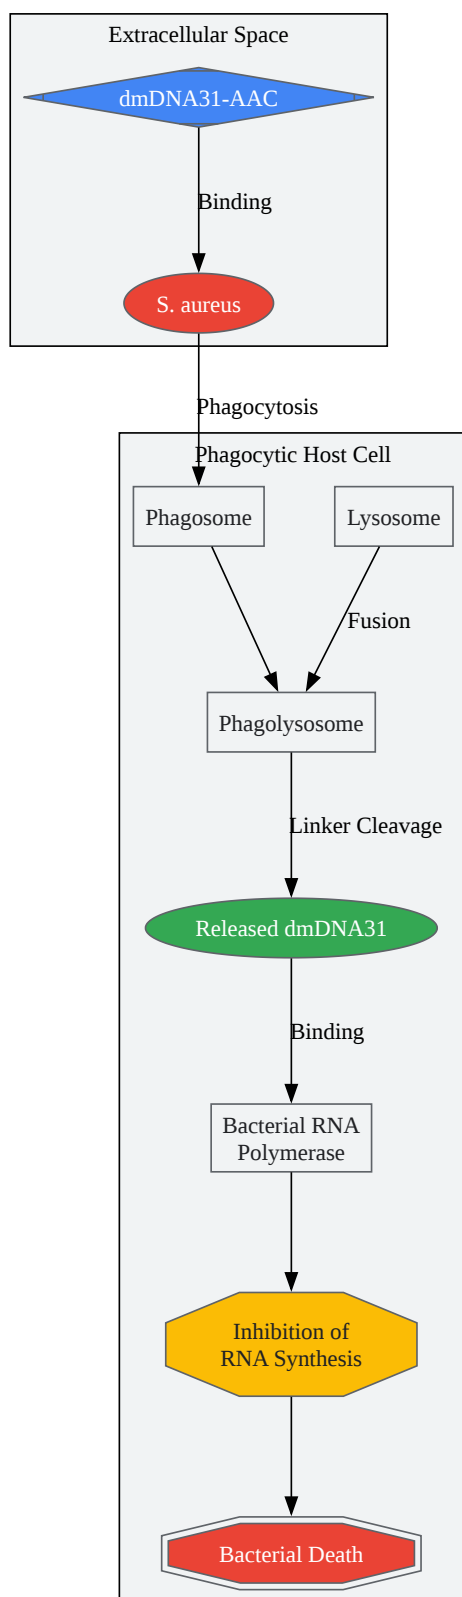 Extracellular Space
dmDNA31-AAC
Binding
S. aureus
Phagocytosis
Phagocytic Host Cell
Phagosome
Lysosome
Fusion
Phagolysosome
Linker Cleavage
Released dmDNA31
Binding
Bacterial RNA
Polymerase
Inhibition of
RNA Synthesis
Bacterial Death